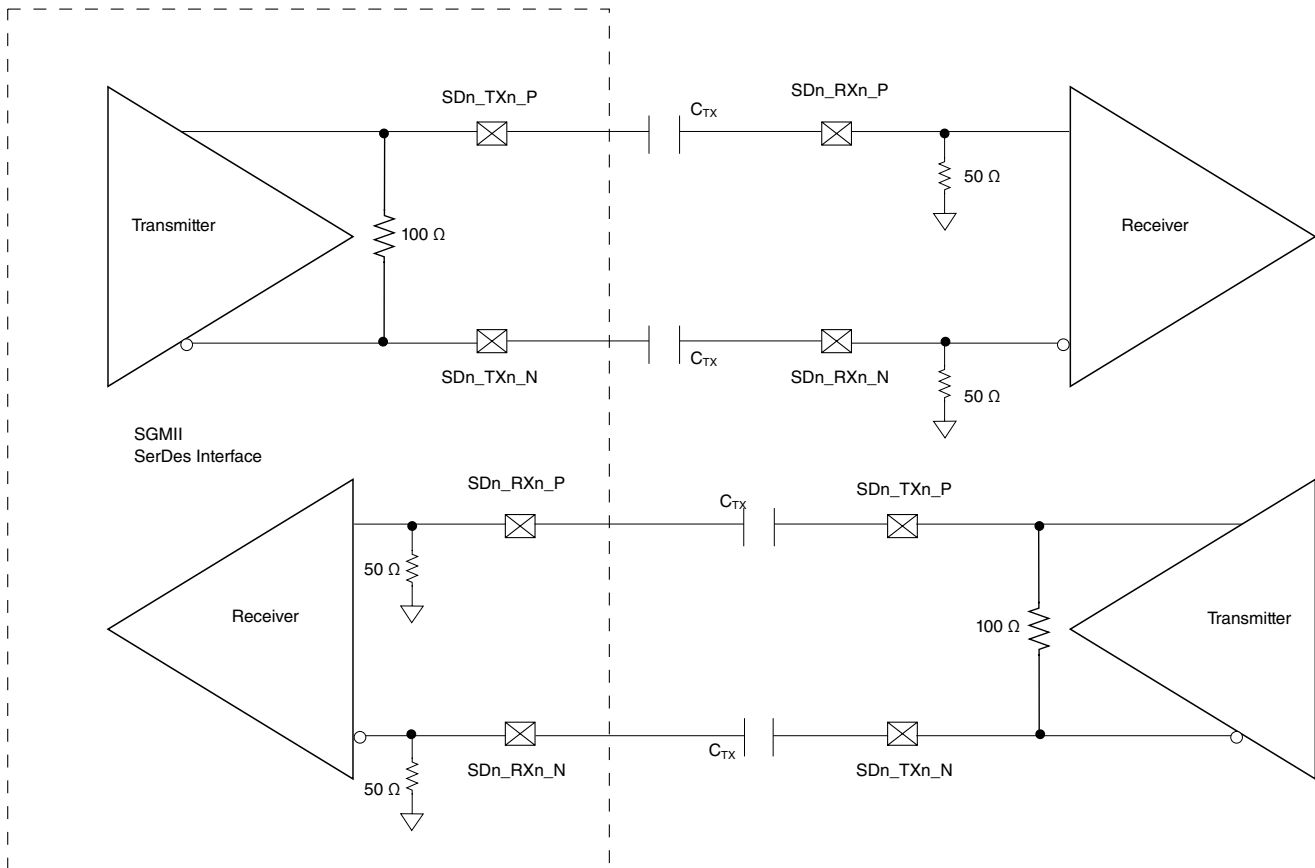 SDn_TXn_P
C_TX
SDn_RXn_P
50 Ω
Transmitter
100 Ω
Receiver
SDn_TXn_N
C_TX
SDn_RXn_N
50 Ω
SGMII
SerDes Interface
SDn_RXn_P
C_TX
SDn_TXn_P
50 Ω
Receiver
100 Ω
Transmitter
SDn_RXn_N
C_TX
SDn_TXn_N
50 Ω